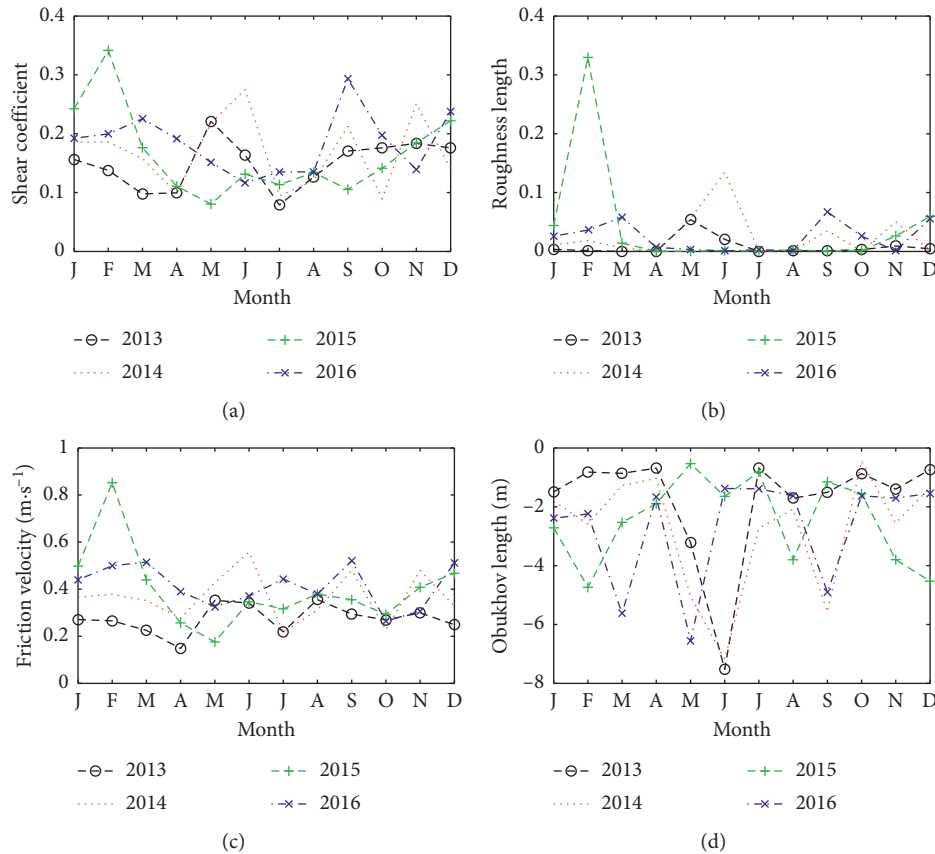 0.4
0.3
0.2
0.1
0
Shear coefficient
J F M A M J J A S O N D
Month
2013
2014
2015
2016
(a)
0.4
0.3
0.2
0.1
0
Roughness length
J F M A M J J A S O N D
Month
2013
2014
2015
2016
(b)
1
0.8
0.6
0.4
0.2
0
Friction velocity (m·s⁻¹)
J F M A M J J A S O N D
Month
2013
2014
2015
2016
(c)
0
−2
−4
−6
−8
Obukhov length (m)
J F M A M J J A S O N D
Month
2013
2014
2015
2016
(d)